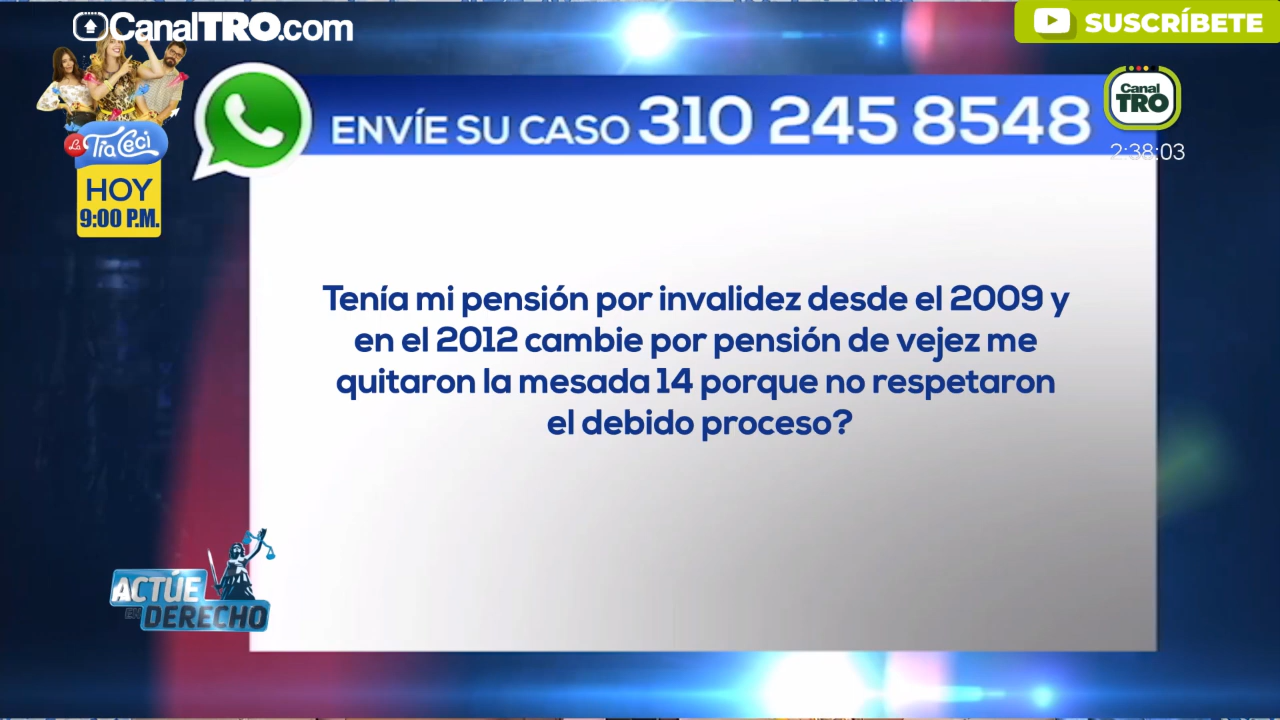 CanalTRO.com
SUSCRÍBETE
ENVÍE SU CASO 310 245 8548
Canal
TRO
2:38:03
La Tía Ceci
HOY
9:00 P.M.
Tenía mi pensión por invalidez desde el 2009 y
en el 2012 cambie por pensión de vejez me
quitaron la mesada 14 porque no respetaron
el debido proceso?
ACTÚE
EN DERECHO